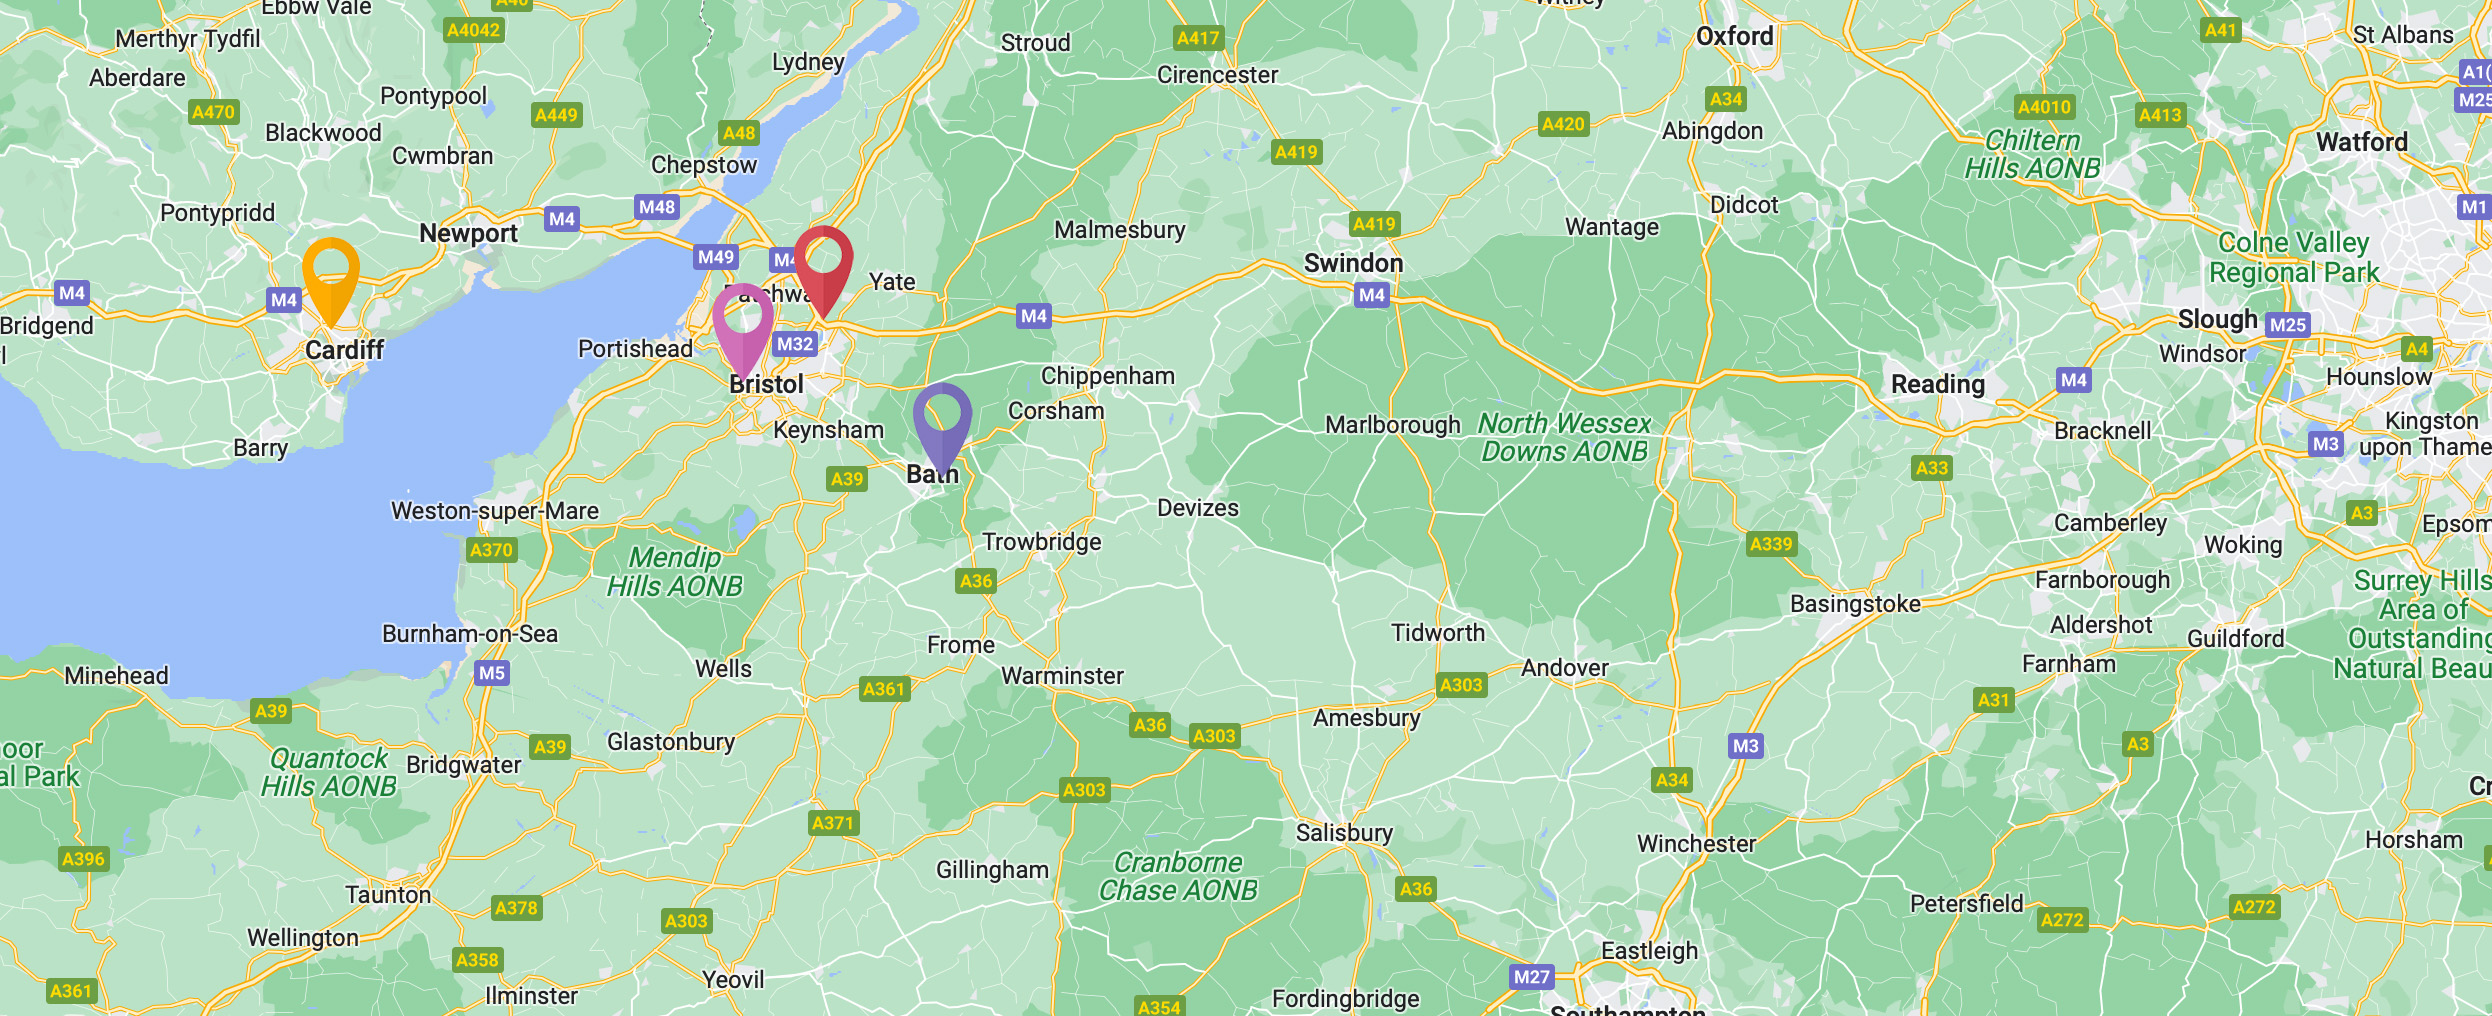 Ebbw Vale
A40
Witney
Merthyr Tydfil
A4042
Stroud
A417
Oxford
A41
St Albans
Aberdare
Lydney
Cirencester
A1(
Pontypool
A470
A449
A34
A4010
A413
M25
Blackwood
A48
A420
Abingdon
Chiltern
Hills AONB
Watford
Cwmbran
Chepstow
A419
Pontypridd
M48
M4
Didcot
M1
Newport
Malmesbury
A419
Wantage
M49
M4
Swindon
Colne Valley
Regional Park
Yate
M4
M4
M4
M4
Bridgend
Patchwa
M32
Slough
M25
Cardiff
Portishead
Windsor
A4
Bristol
Chippenham
Reading
M4
Hounslow
Corsham
Keynsham
Marlborough
North Wessex
Downs AONB
Bracknell
Kingston
upon Thame
M3
Barry
A39
Bath
A33
Weston-super-Mare
Devizes
Camberley
A3
Epsom
A370
Trowbridge
A339
Woking
Mendip
Hills AONB
A36
Farnborough
Surrey Hills
Area of
Outstanding
Natural Beau
Basingstoke
Burnham-on-Sea
Frome
Tidworth
Aldershot
Guildford
Minehead
M5
Wells
A361
Warminster
A303
Andover
Farnham
A39
A36
A303
Amesbury
A31
oor
al Park
Quantock
Hills AONB
A39
Glastonbury
Bridgwater
M3
A3
A303
A34
Cr
A371
Salisbury
Winchester
Horsham
A396
Gillingham
Cranborne
Chase AONB
Taunton
A378
A303
A36
Petersfield
A272
A272
Wellington
A358
Yeovil
Eastleigh
M27
A361
Ilminster
A354
Fordingbridge
Southampton